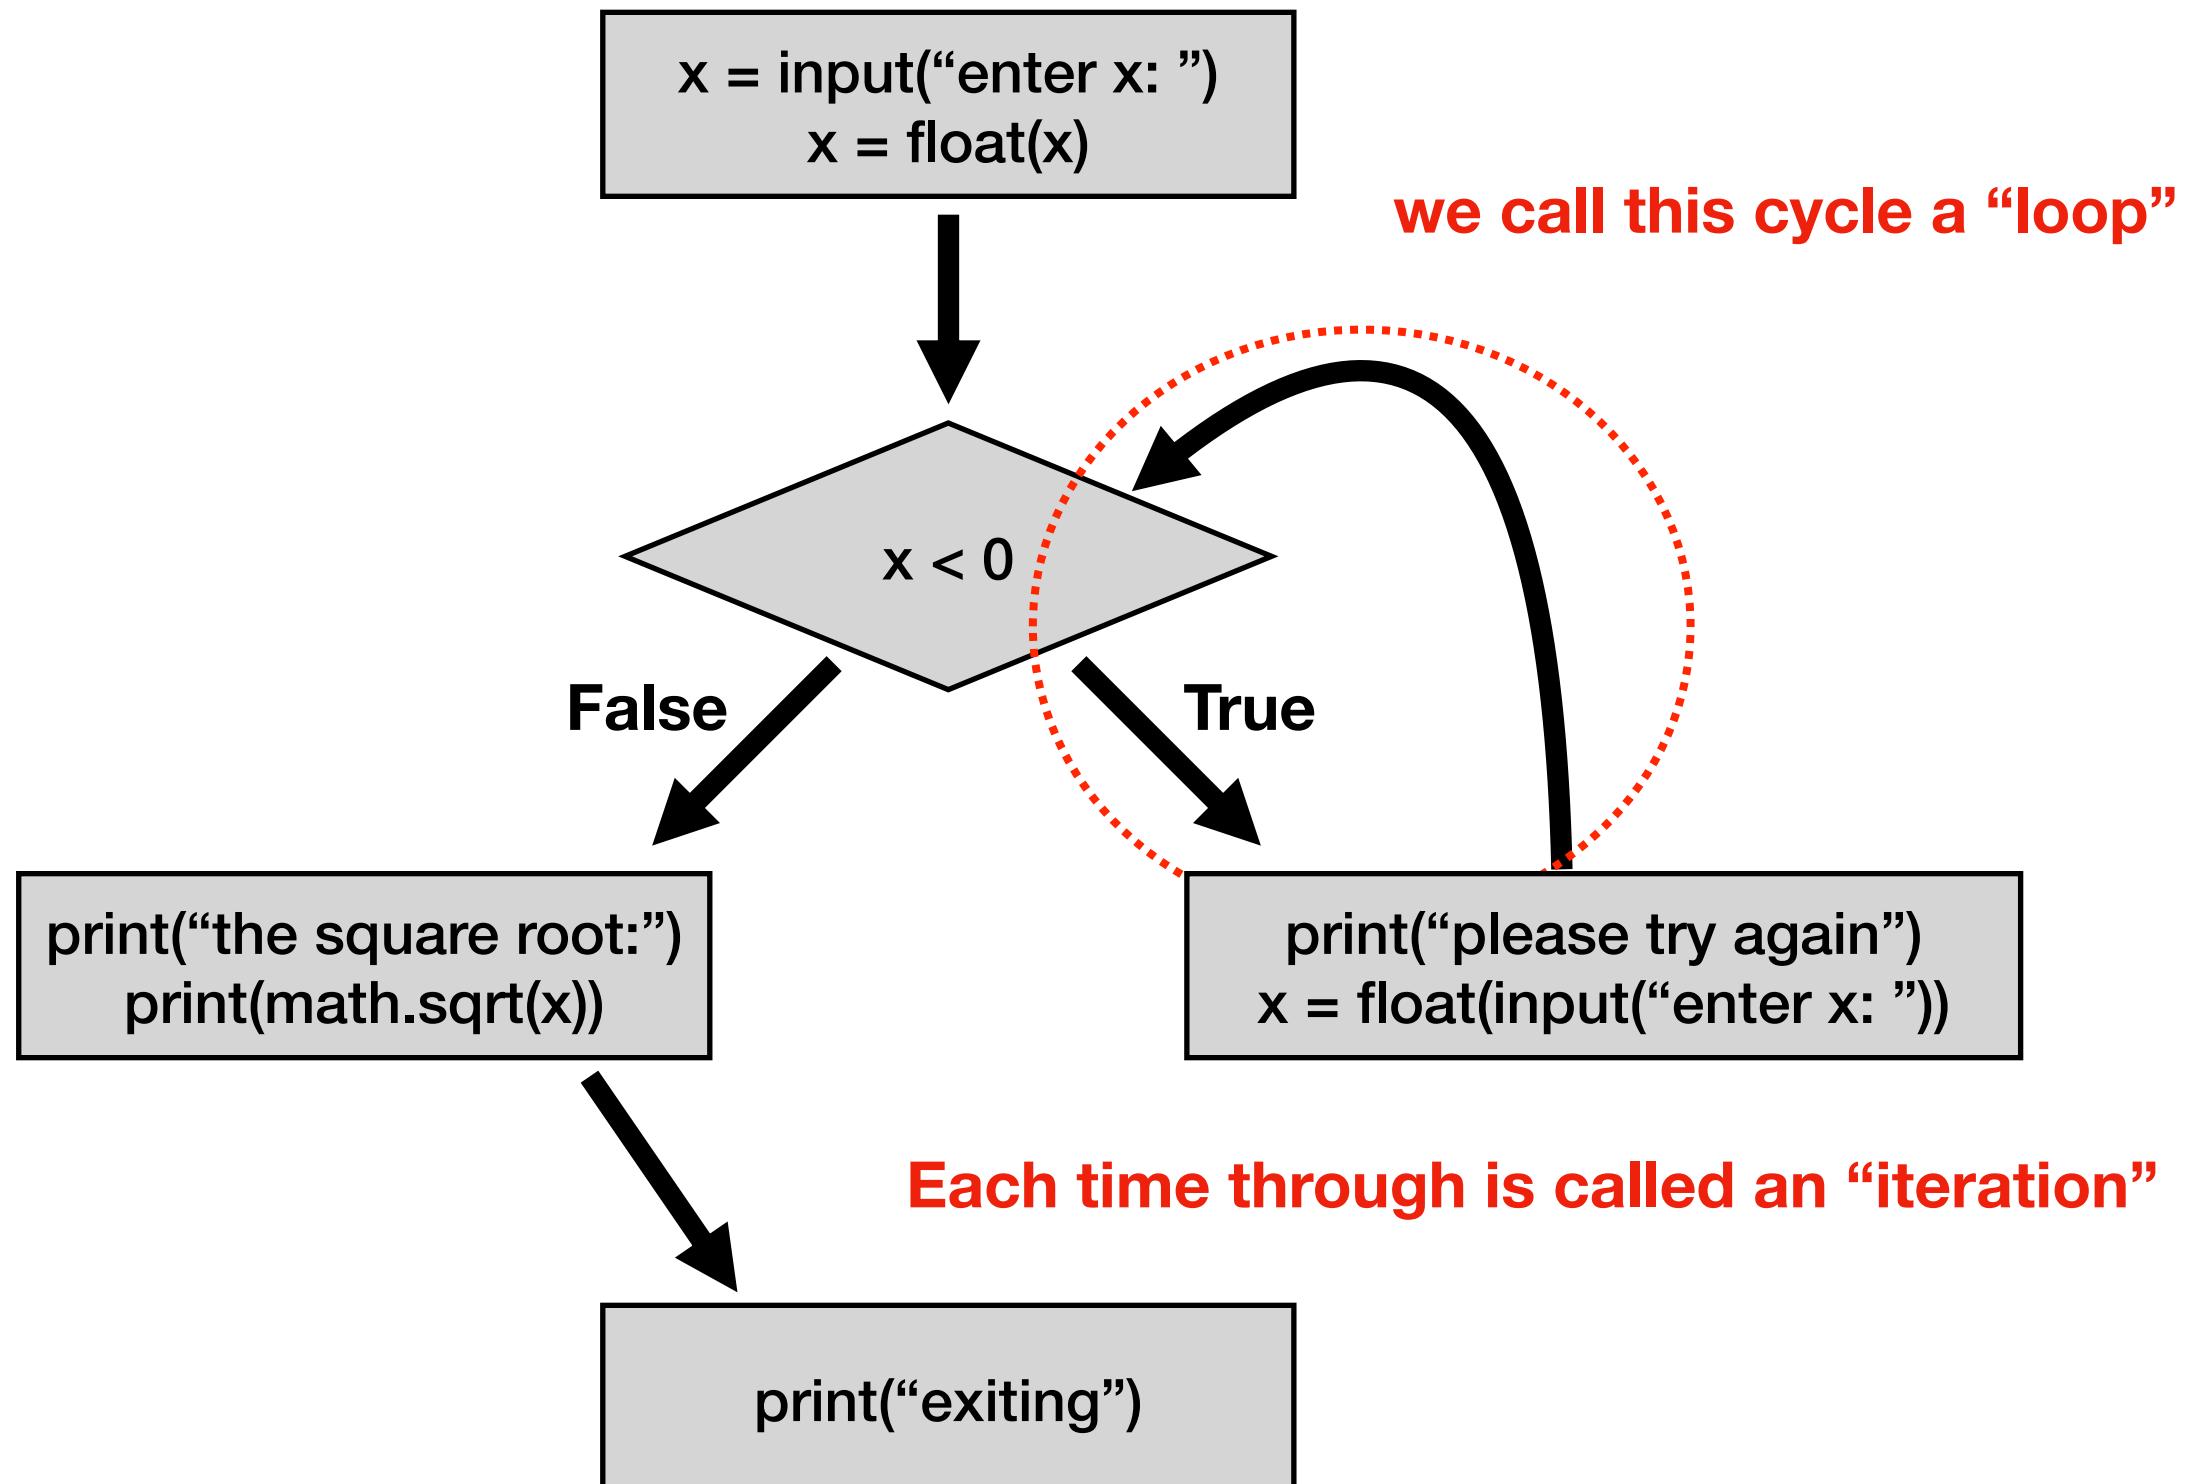 x = input(“enter x: ”)
x = float(x)
we call this cycle a “loop”
x < 0
False
True
print(“the square root:”)
print(math.sqrt(x))
print(“please try again”)
x = float(input(“enter x: ”))
Each time through is called an “iteration”
print(“exiting”)